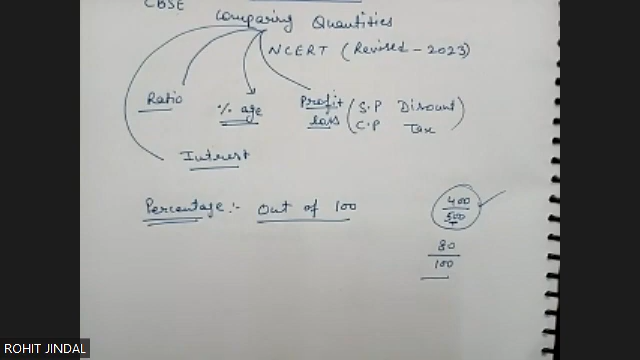 CBSE
Comparing Quantities
NCERT (Revised - 2023)
Ratio
% age
Profit
loss
(S.P Discount)
(C.P Tax)
Interest
Percentage :- Out of 100
400
500
80
100
ROHIT JINDAL